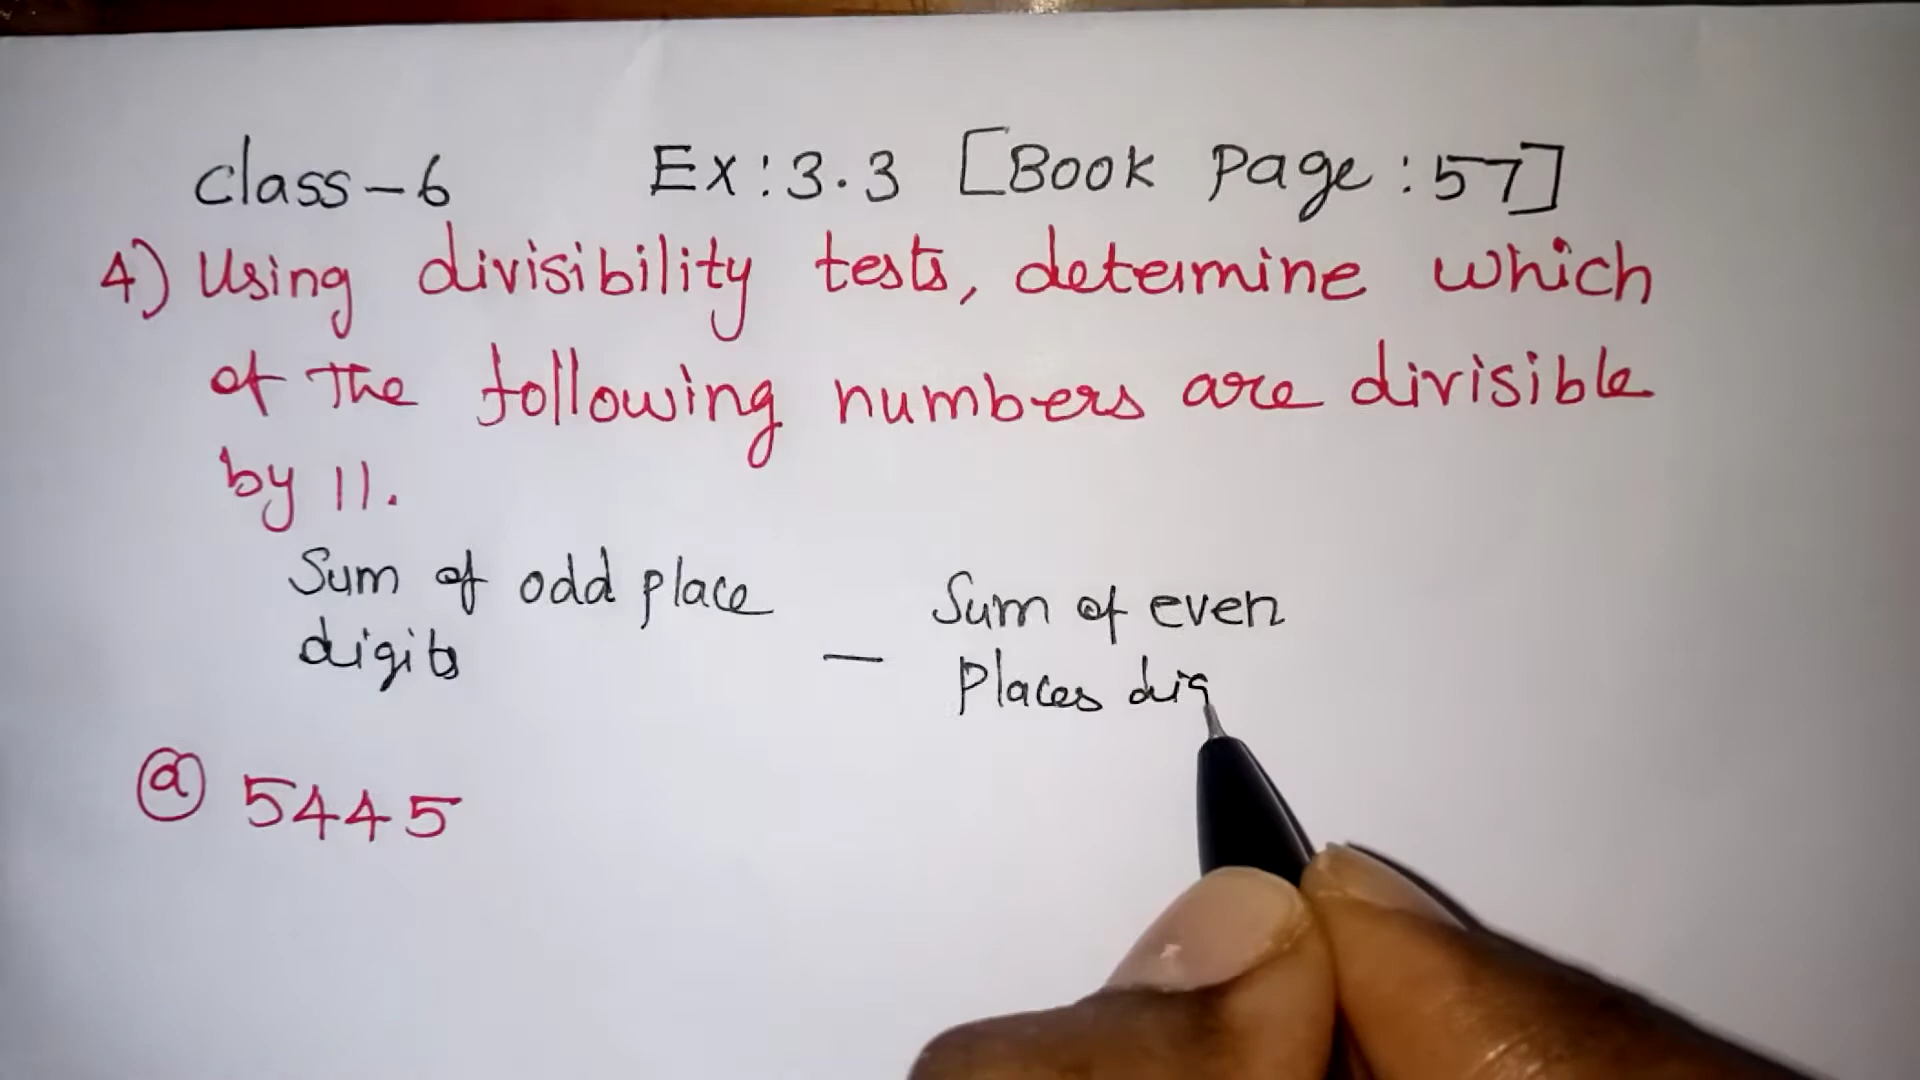 class-6 Ex:3.3 [Book Page:57]
4) Using divisibility tests, determine which
of the following numbers are divisible
by 11.
Sum of odd place
digits
— Sum of even
Places dig
ⓐ 5445